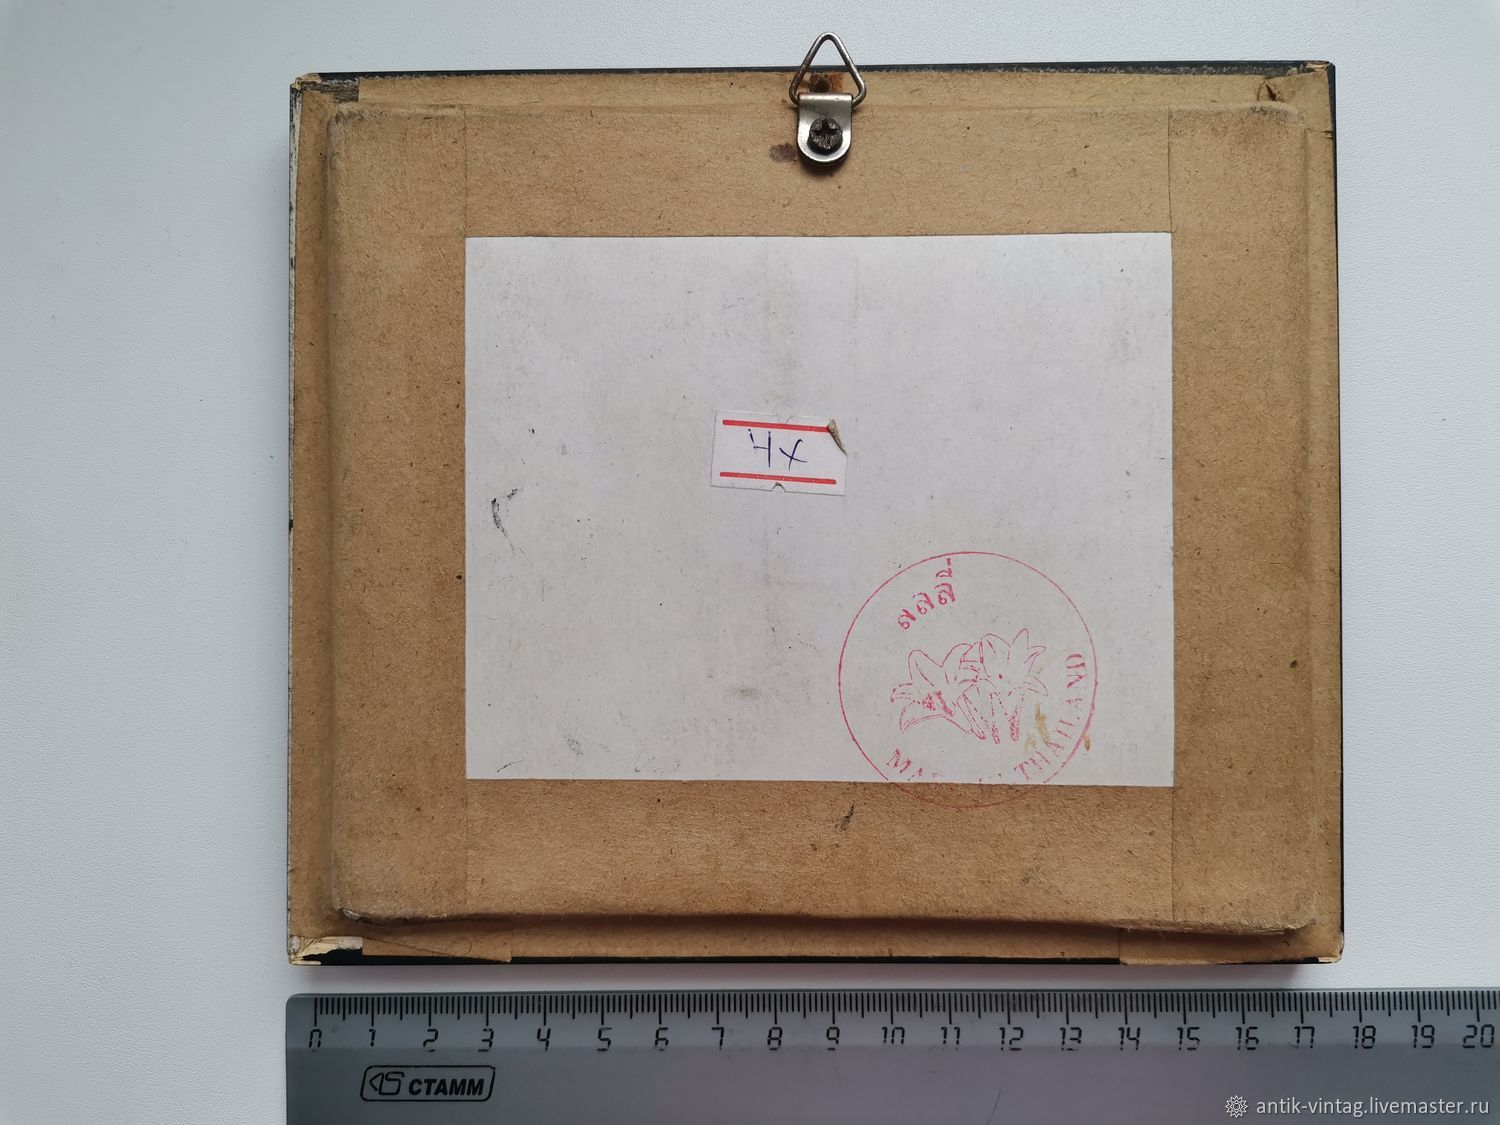 4x
ลลลี่
MADE IN THAILAND
0 1 2 3 4 5 6 7 8 9 10 11 12 13 14 15 16 17 18 19 20
СТАММ
antik-vintag.livemaster.ru